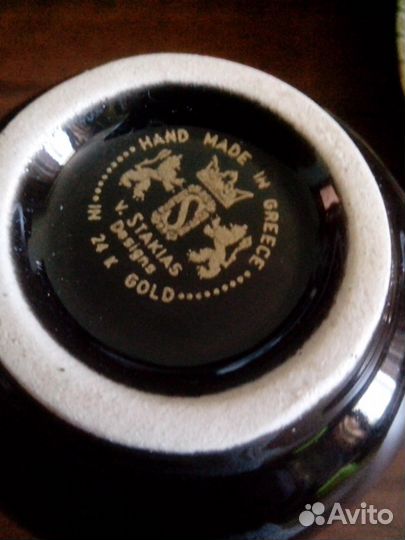 HAND MADE IN GREECE
S
V. STAKIAS
Designs
IN 24 K GOLD
Avito